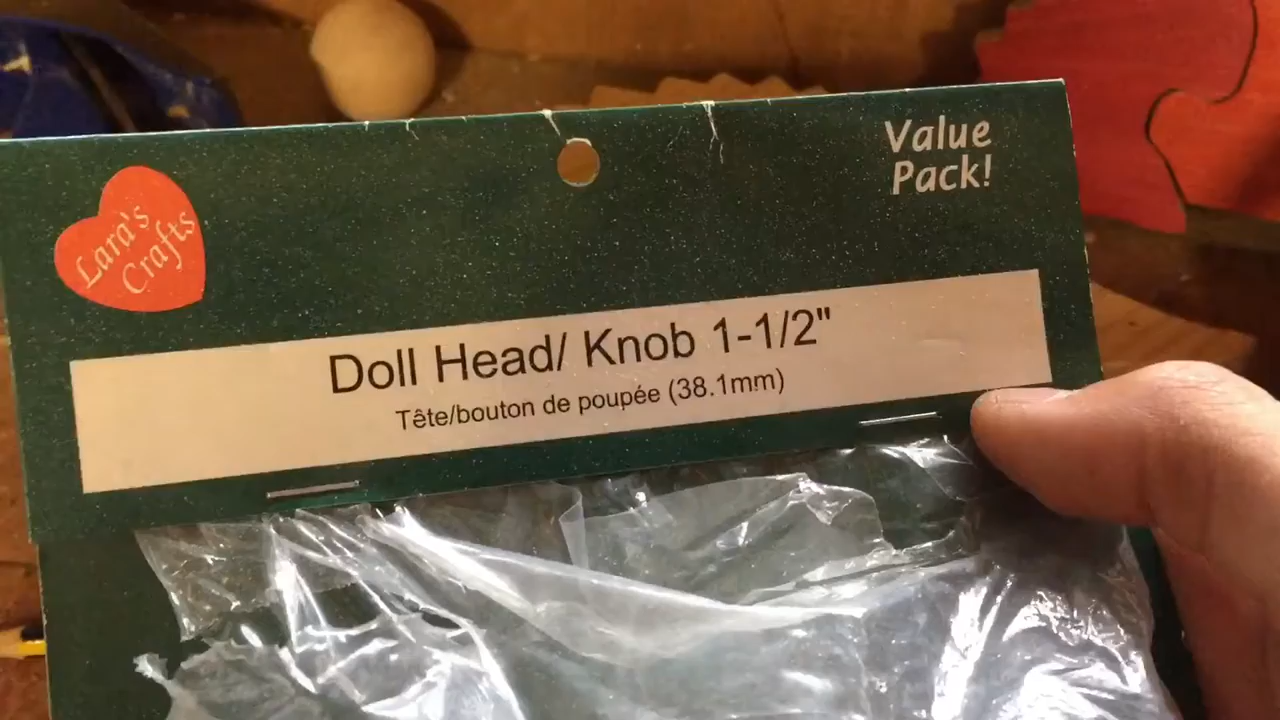 Lara's
Crafts
Value
Pack!
Doll Head/ Knob 1-1/2"
Tête/bouton de poupée (38.1mm)